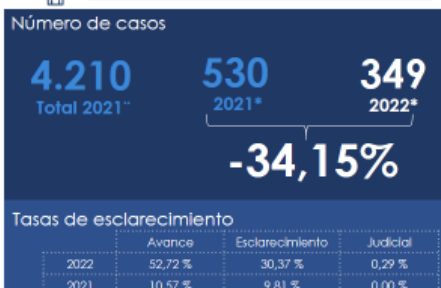 Número de casos
4.210 530 349
Total 2021** 2021* 2022*
-34,15%
Tasas de esclarecimiento
Avance Esclarecimiento Judicial
2022 52,72 % 30,37 % 0,29 %
2021 10,57 % 9,81 % 0,00 %